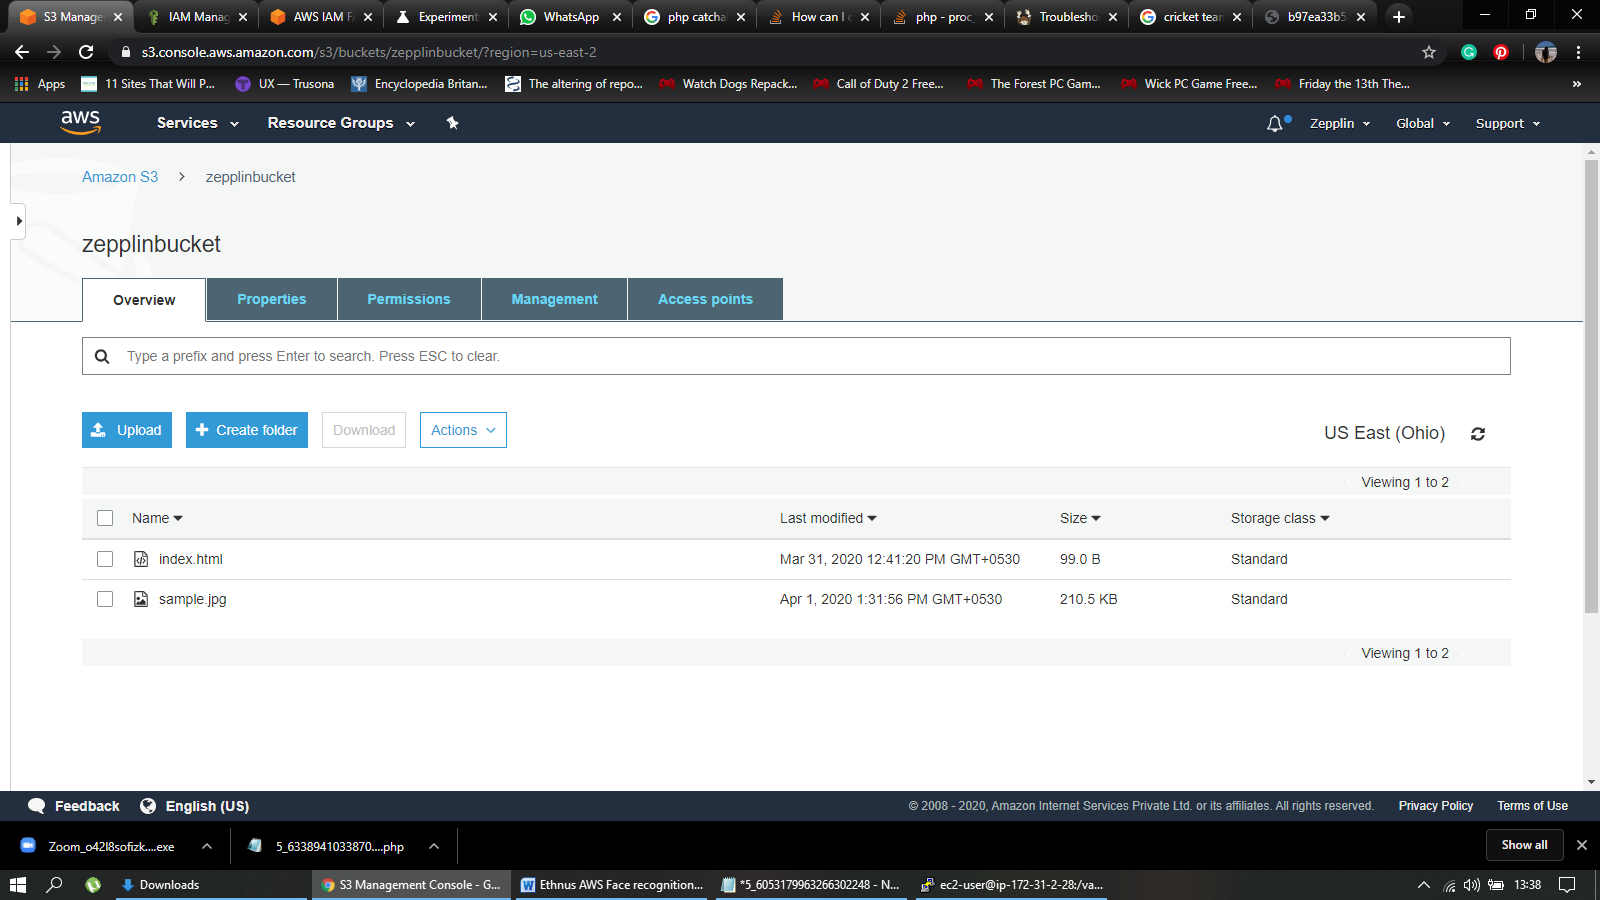 S3 Manage
IAM Manag
AWS IAM F
Experiment
WhatsApp
php catcha
How can I c
php - proc_
Troublesho
cricket tean
b97ea33b5
s3.console.aws.amazon.com/s3/buckets/zepplinbucket/?region=us-east-2
Apps
11 Sites That Will P...
UX — Trusona
Encyclopedia Britan...
The altering of repo...
Watch Dogs Repack...
Call of Duty 2 Free...
The Forest PC Gam...
Wick PC Game Free...
Friday the 13th The...
»
aws
Services
Resource Groups
Zepplin
Global
Support
Amazon S3 > zepplinbucket
zepplinbucket
Overview
Properties
Permissions
Management
Access points
Type a prefix and press Enter to search. Press ESC to clear.
Upload
Create folder
Download
Actions
US East (Ohio)
Viewing 1 to 2
Name Last modified Size Storage class
index.html Mar 31, 2020 12:41:20 PM GMT+0530 99.0 B Standard
sample.jpg Apr 1, 2020 1:31:56 PM GMT+0530 210.5 KB Standard
Viewing 1 to 2
Feedback
English (US)
© 2008 - 2020, Amazon Internet Services Private Ltd. or its affiliates. All rights reserved.
Privacy Policy
Terms of Use
Zoom_o42l8sofizk....exe
5_6338941033870....php
Show all
Downloads
S3 Management Console - G...
Ethnus AWS Face recognition...
*5_6053179963266302248 - N...
ec2-user@ip-172-31-2-28:/va...
13:38